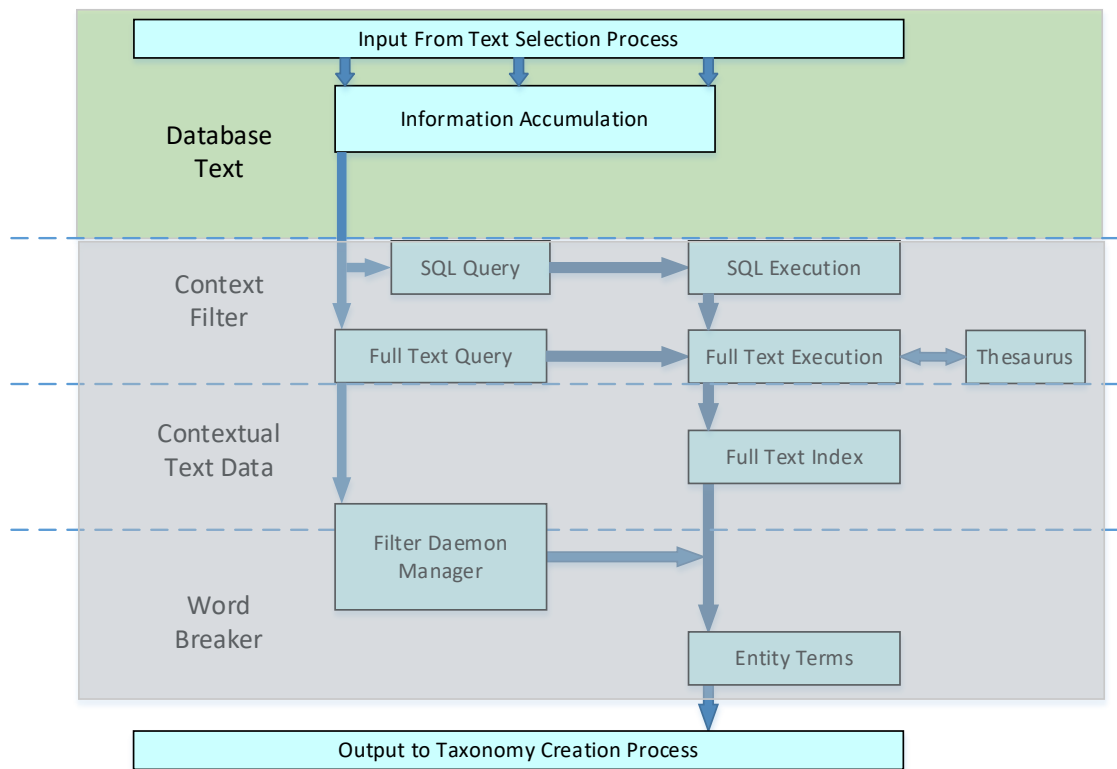 Input From Text Selection Process
Information Accumulation
Database
Text
SQL Query
SQL Execution
Context
Filter
Full Text Query
Full Text Execution
Thesaurus
Contextual
Text Data
Full Text Index
Filter Daemon
Manager
Word
Breaker
Entity Terms
Output to Taxonomy Creation Process